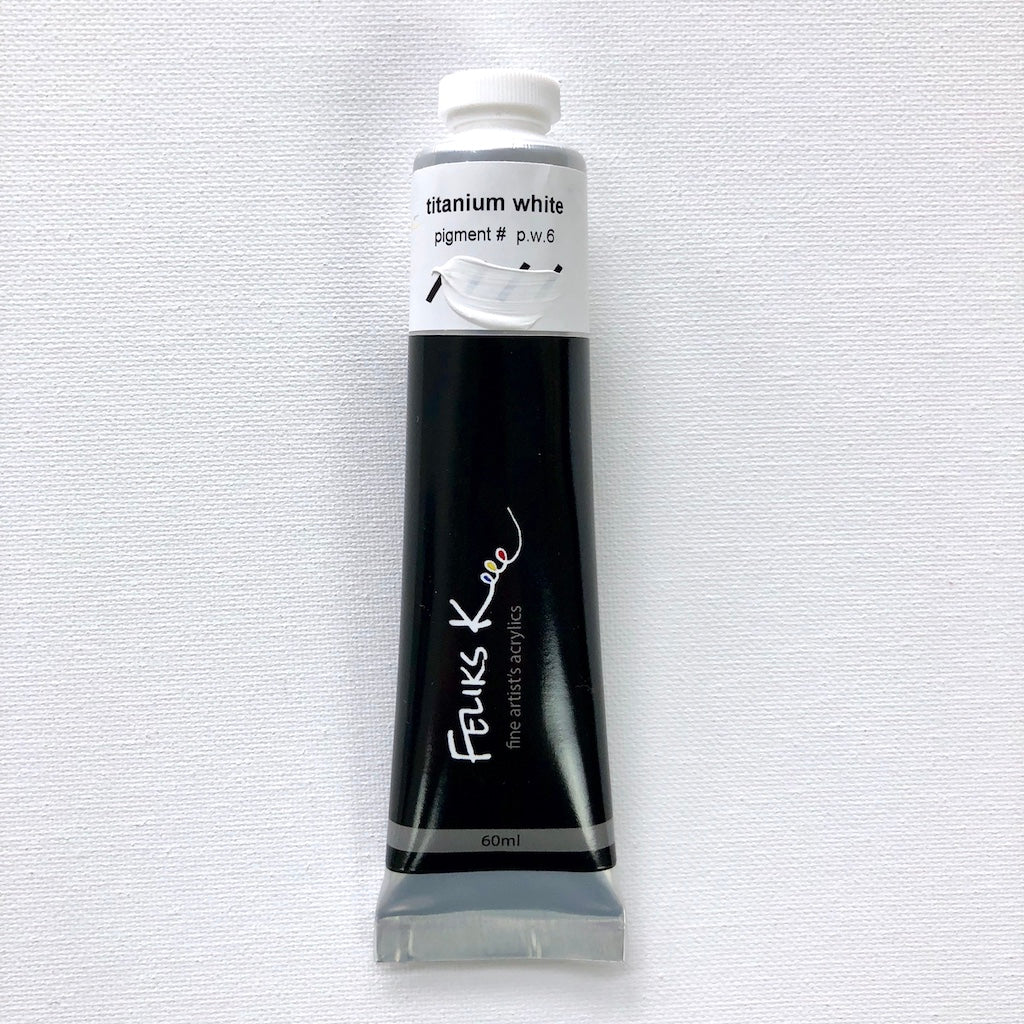 titanium white
pigment # p.w.6
FELIKS K
fine artist's acrylics
60ml